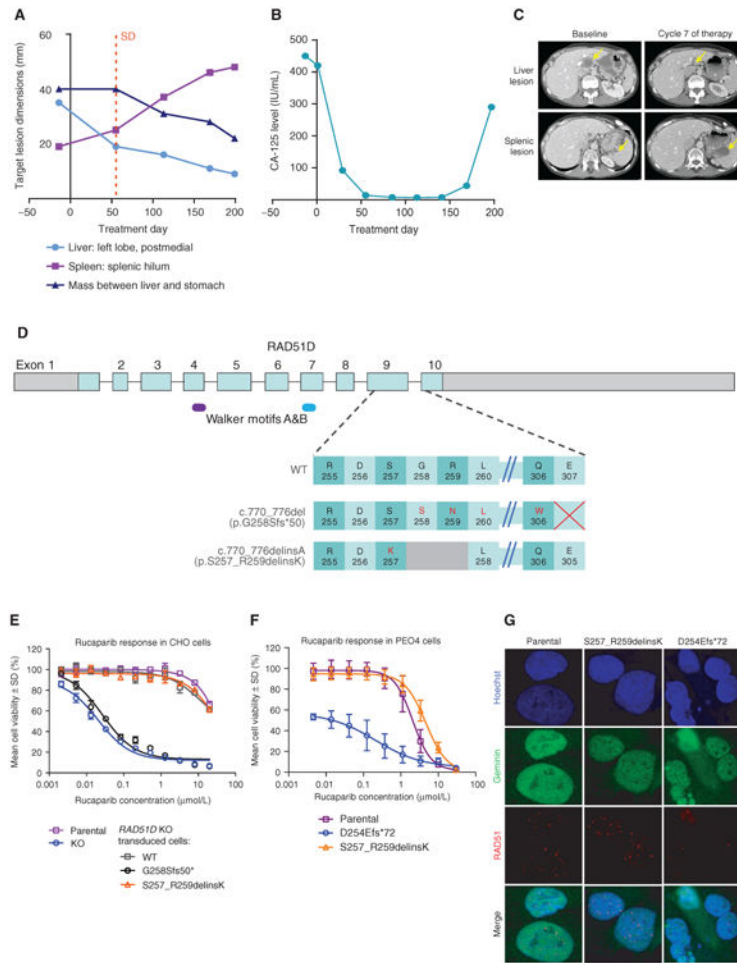 A
SD
Target lesion dimensions (mm)
60
40
20
−50
0
50
100
150
200
Treatment day
Liver: left lobe, postmedial
Spleen: splenic hilum
Mass between liver and stomach
B
CA-125 level (IU/mL)
500
400
300
200
100
−50
0
50
100
150
200
Treatment day
C
Baseline
Cycle 7 of therapy
Liver lesion
Splenic lesion
D
RAD51D
Exon 1
2
3
4
5
6
7
8
9
10
Walker motifs A&B
WT
R D S G R L Q E
255 256 257 258 259 260 306 307
c.770_776del
(p.G258Sfs*50)
R D S S N L W
255 256 257 258 259 260 306
c.770_776delinsA
(p.S257_R259delinsK)
R D K L Q E
255 256 257 258 306 305
E
Rucaparib response in CHO cells
Mean cell viability ± SD (%)
120
100
80
60
40
20
0
0.001
0.01
0.1
1
10
100
Rucaparib concentration (μmol/L)
Parental
KO
RAD51D KO
transduced cells:
WT
G258Sfs50*
S257_R259delinsK
F
Rucaparib response in PEO4 cells
Mean cell viability ± SD (%)
120
100
80
60
40
20
0
0.001
0.01
0.1
1
10
100
Rucaparib concentration (μmol/L)
Parental
D254Efs*72
S257_R259delinsK
G
Parental
S257_R259delinsK
D254Efs*72
Hoechst
Geminin
RAD51
Merge